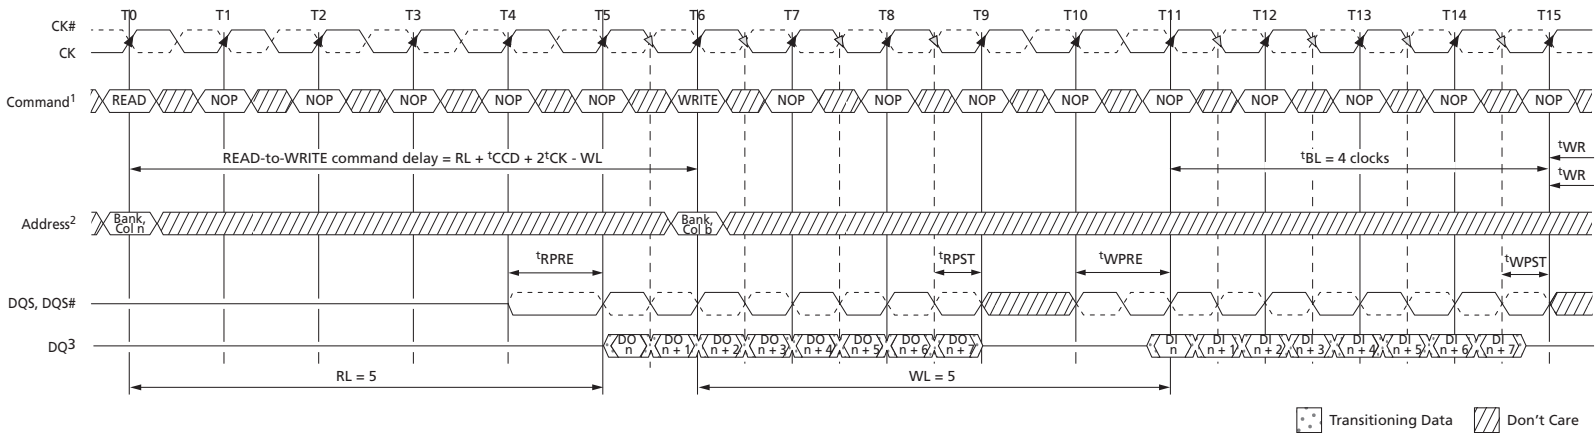 T0 T1 T2 T3 T4 T5 T6 T7 T8 T9 T10 T11 T12 T13 T14 T15
CK#
CK
Command1 READ NOP NOP NOP NOP NOP WRITE NOP NOP NOP NOP NOP NOP NOP NOP NOP
READ-to-WRITE command delay = RL + tCCD + 2tCK - WL
tBL = 4 clocks
tWR
tWR
Address2
Bank, Col n
Bank, Col b
tRPRE tRPST tWPRE tWPST
DQS, DQS#
DQ3
DO n DO n + 1 DO n + 2 DO n + 3 DO n + 4 DO n + 5 DO n + 6 DO n + 7 DI n DI n + 1 DI n + 2 DI n + 3 DI n + 4 DI n + 5 DI n + 6 DI n + 7
RL = 5 WL = 5
Transitioning Data Don't Care